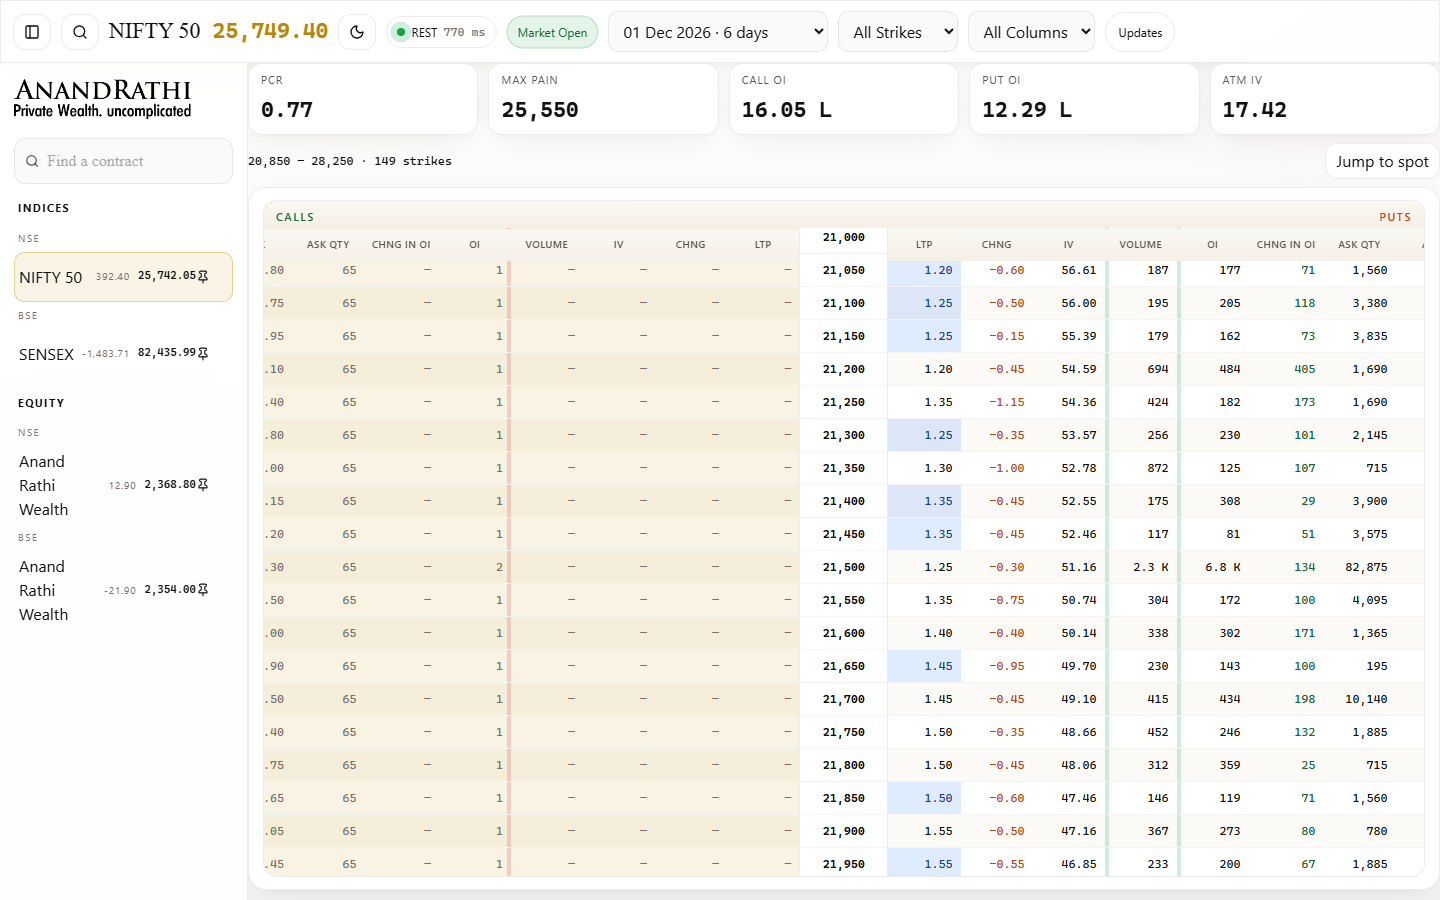 NIFTY 50 25,749.40 REST 770 ms Market Open 01 Dec 2026 · 6 days All Strikes All Columns Updates
ANANDRATHI
Private Wealth. uncomplicated
Find a contract
INDICES
NSE
NIFTY 50 392.40 25,742.05
BSE
SENSEX -1,483.71 82,435.99
EQUITY
NSE
Anand Rathi Wealth 12.90 2,368.80
BSE
Anand Rathi Wealth -21.90 2,354.00
PCR MAX PAIN CALL OI PUT OI ATM IV
0.77 25,550 16.05 L 12.29 L 17.42
20,850 – 28,250 · 149 strikes Jump to spot
CALLS PUTS
ASK QTY CHNG IN OI OI VOLUME IV CHNG LTP 21,000 LTP CHNG IV VOLUME OI CHNG IN OI ASK QTY
.80 65 — 1 — — — — 21,050 1.20 −0.60 56.61 187 177 71 1,560
.75 65 — 1 — — — — 21,100 1.25 −0.50 56.00 195 205 118 3,380
.95 65 — 1 — — — — 21,150 1.25 −0.15 55.39 179 162 73 3,835
.10 65 — 1 — — — — 21,200 1.20 −0.45 54.59 694 484 405 1,690
.40 65 — 1 — — — — 21,250 1.35 −1.15 54.36 424 182 173 1,690
.80 65 — 1 — — — — 21,300 1.25 −0.35 53.57 256 230 101 2,145
.00 65 — 1 — — — — 21,350 1.30 −1.00 52.78 872 125 107 715
.15 65 — 1 — — — — 21,400 1.35 −0.45 52.55 175 308 29 3,900
.20 65 — 1 — — — — 21,450 1.35 −0.45 52.46 117 81 51 3,575
.30 65 — 2 — — — — 21,500 1.25 −0.30 51.16 2.3 K 6.8 K 134 82,875
.50 65 — 1 — — — — 21,550 1.35 −0.75 50.74 304 172 100 4,095
.00 65 — 1 — — — — 21,600 1.40 −0.40 50.14 338 302 171 1,365
.90 65 — 1 — — — — 21,650 1.45 −0.95 49.70 230 143 100 195
.50 65 — 1 — — — — 21,700 1.45 −0.45 49.10 415 434 198 10,140
.40 65 — 1 — — — — 21,750 1.50 −0.35 48.66 452 246 132 1,885
.75 65 — 1 — — — — 21,800 1.50 −0.45 48.06 312 359 25 715
.65 65 — 1 — — — — 21,850 1.50 −0.60 47.46 146 119 71 1,560
.05 65 — 1 — — — — 21,900 1.55 −0.50 47.16 367 273 80 780
.45 65 — 1 — — — — 21,950 1.55 −0.55 46.85 233 200 67 1,885